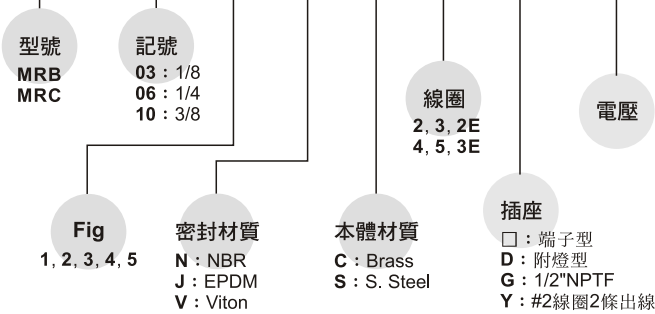 型號
MRB
MRC
記號
03：1/8
06：1/4
10：3/8
線圈
2, 3, 2E
4, 5, 3E
電壓
Fig
1, 2, 3, 4, 5
密封材質
N：NBR
J：EPDM
V：Viton
本體材質
C：Brass
S：S. Steel
插座
□：端子型
D：附燈型
G：1/2"NPTF
Y：#2線圈2條出線